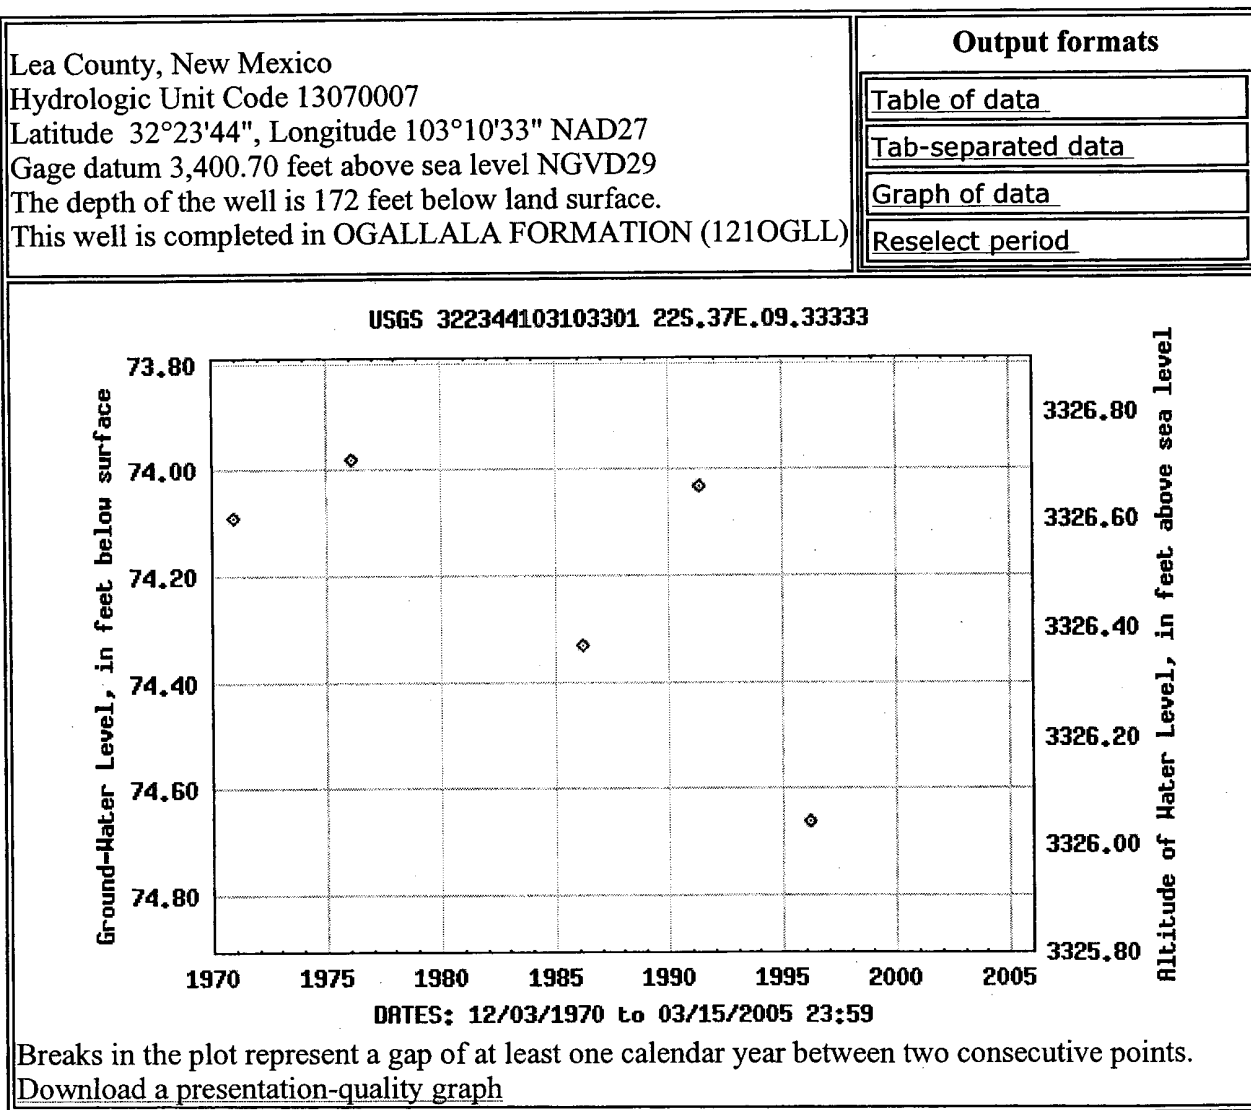 Lea County, New Mexico
Hydrologic Unit Code 13070007
Latitude 32°23'44", Longitude 103°10'33" NAD27
Gage datum 3,400.70 feet above sea level NGVD29
The depth of the well is 172 feet below land surface.
This well is completed in OGALLALA FORMATION (121OGLL)
Output formats
Table of data
Tab-separated data
Graph of data
Reselect period
USGS 322344103103301 22S.37E.09.33333
Ground-Water Level, in feet below surface
73.80
74.00
74.20
74.40
74.60
74.80
3326.80
3326.60
3326.40
3326.20
3326.00
3325.80
Altitude of Water Level, in feet above sea level
1970 1975 1980 1985 1990 1995 2000 2005
DATES: 12/03/1970 to 03/15/2005 23:59
Breaks in the plot represent a gap of at least one calendar year between two consecutive points.
Download a presentation-quality graph